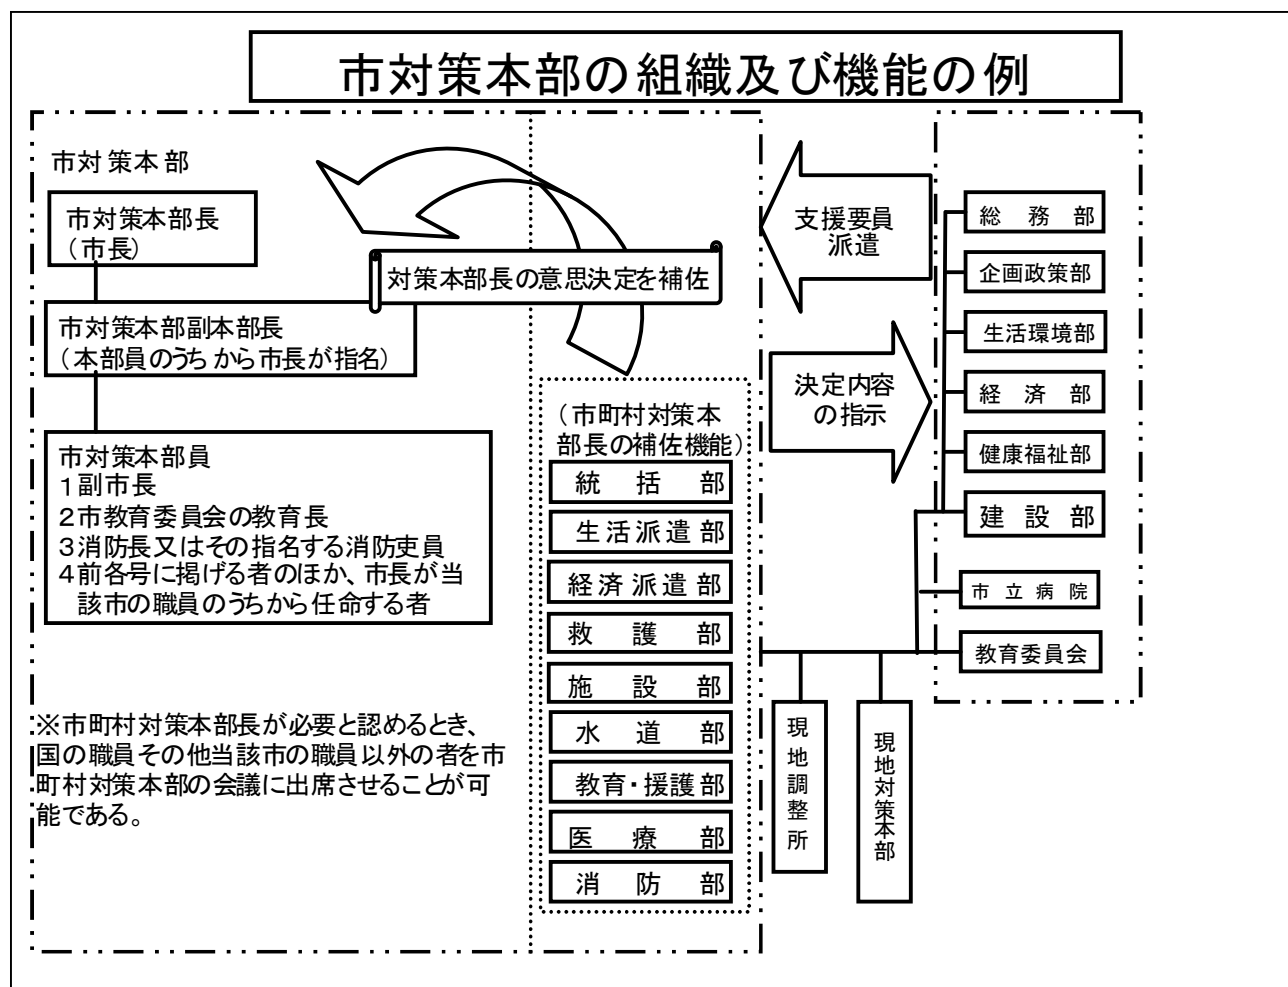 市対策本部の組織及び機能の例
市対策本部
市対策本部長
（市長）
市対策本部副本部長
（本部員のうちから市長が指名）
市対策本部員
１副市長
２市教育委員会の教育長
３消防長又はその指名する消防吏員
４前各号に掲げる者のほか、市長が当
該市の職員のうちから任命する者
※市町村対策本部長が必要と認めるとき、
国の職員その他当該市の職員以外の者を市
町村対策本部の会議に出席させることが可
能である。
対策本部長の意思決定を補佐
（市町村対策本
部長の補佐機能）
統括部
生活派遣部
経済派遣部
救護部
施設部
水道部
教育・援護部
医療部
消防部
支援要員
派遣
決定内容
の指示
現地調整所
現地対策本部
総務部
企画政策部
生活環境部
経済部
健康福祉部
建設部
市立病院
教育委員会